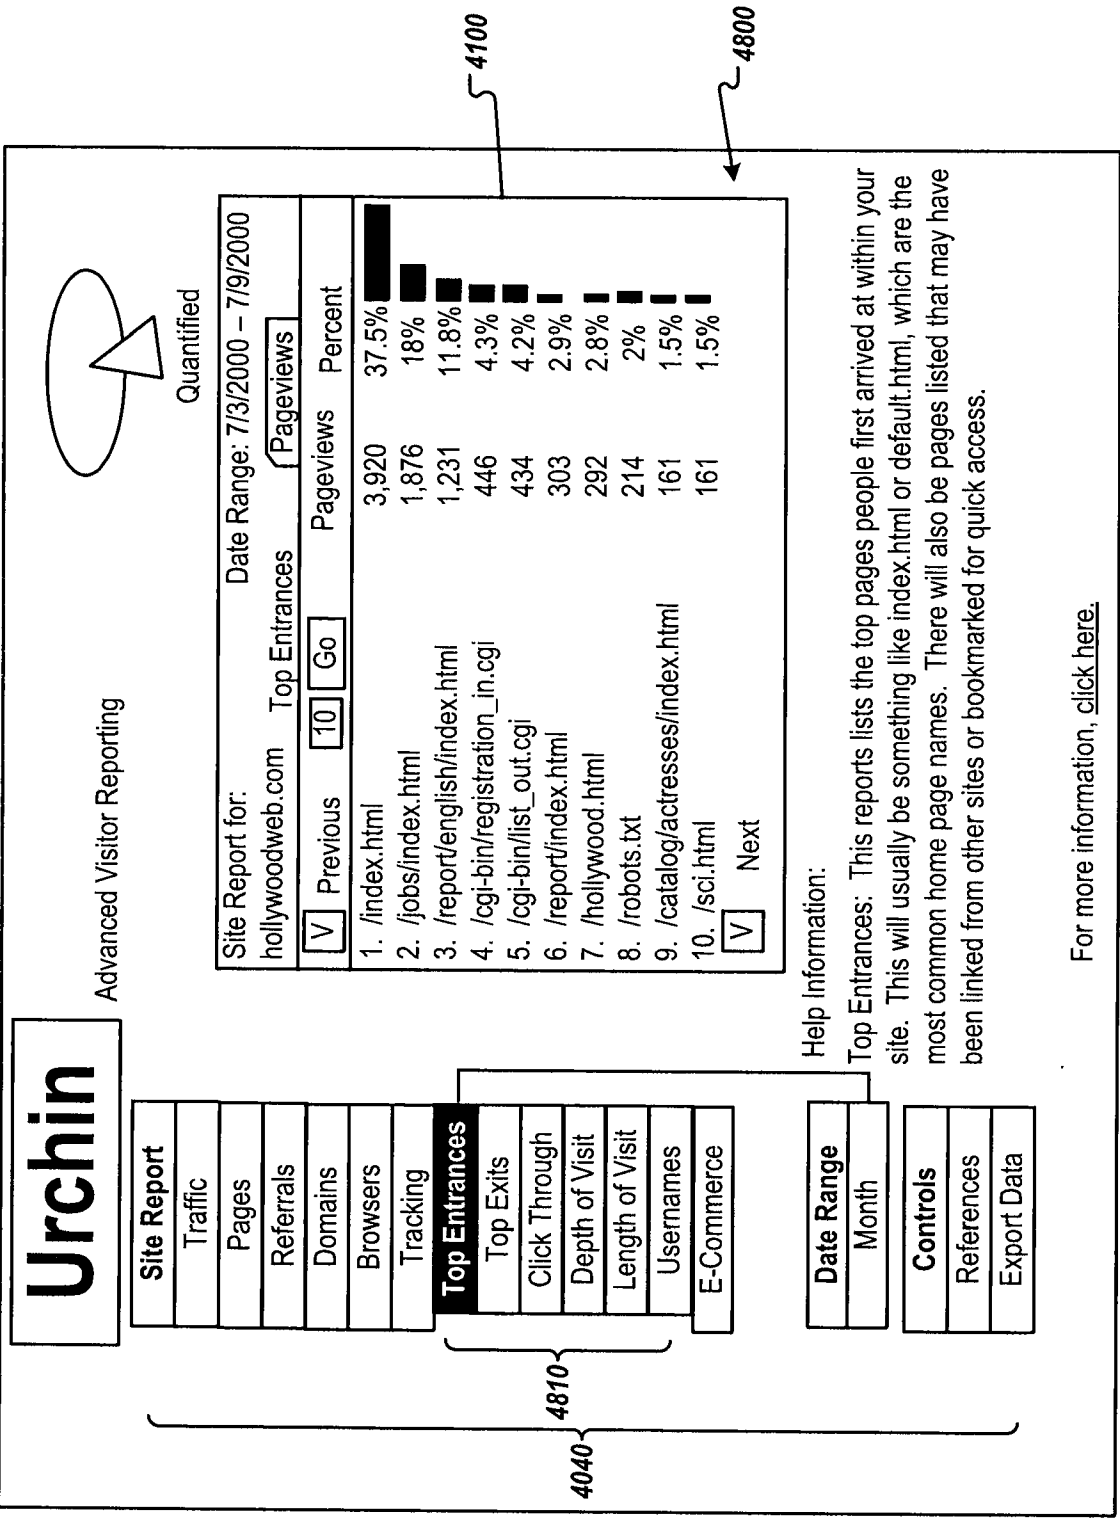 Urchin
Advanced Visitor Reporting
Quantified
Site Report
Traffic
Pages
Referrals
Domains
Browsers
Tracking
Top Entrances
Top Exits
Click Through
Depth of Visit
Length of Visit
Usernames
E-Commerce
Date Range
Month
Controls
References
Export Data
4810
4040
Site Report for: Date Range: 7/3/2000 – 7/9/2000
hollywoodweb.com Top Entrances Pageviews
V Previous 10 Go Pageviews Percent
1. /index.html 3,920 37.5%
2. /jobs/index.html 1,876 18%
3. /report/english/index.html 1,231 11.8%
4. /cgi-bin/registration_in.cgi 446 4.3%
5. /cgi-bin/list_out.cgi 434 4.2%
6. /report/index.html 303 2.9%
7. /hollywood.html 292 2.8%
8. /robots.txt 214 2%
9. /catalog/actresses/index.html 161 1.5%
10. /sci.html 161 1.5%
V Next
4100
4800
Help Information:
Top Entrances: This reports lists the top pages people first arrived at within your
site. This will usually be something like index.html or default.html, which are the
most common home page names. There will also be pages listed that may have
been linked from other sites or bookmarked for quick access.
For more information, click here.